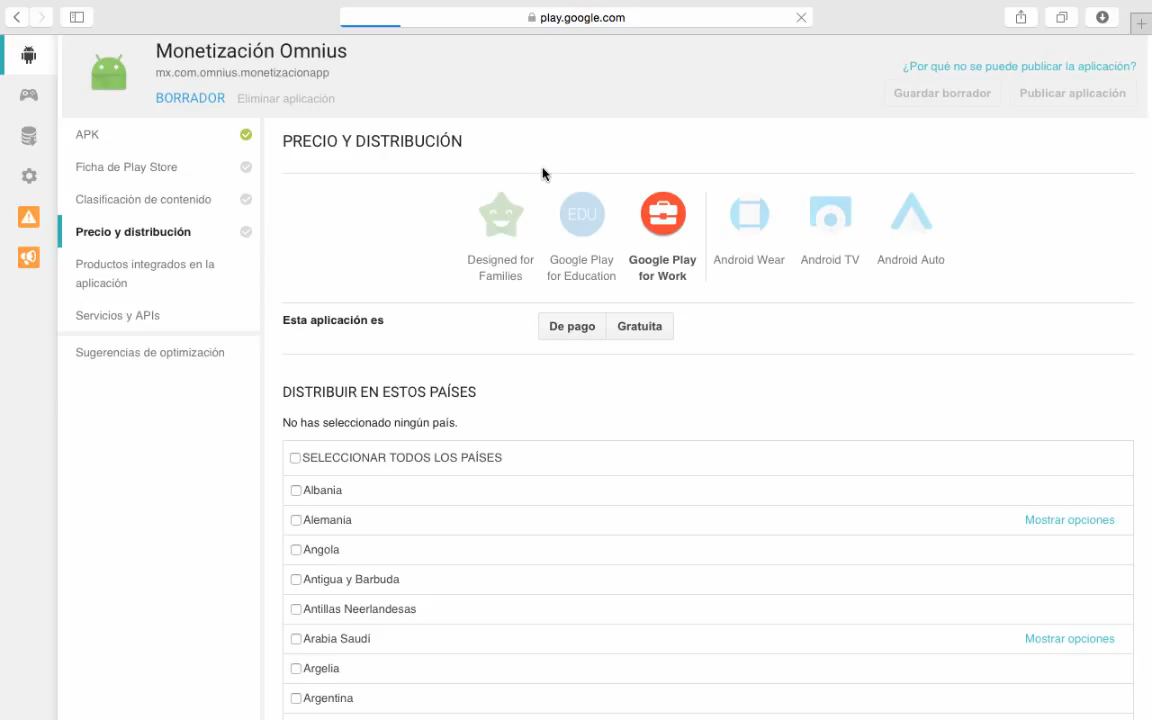 play.google.com
Monetización Omnius
mx.com.omnius.monetizacionapp
BORRADOR Eliminar aplicación
¿Por qué no se puede publicar la aplicación?
Guardar borrador Publicar aplicación
APK
Ficha de Play Store
Clasificación de contenido
Precio y distribución
Productos integrados en la
aplicación
Servicios y APIs
Sugerencias de optimización
PRECIO Y DISTRIBUCIÓN
EDU
Designed for
Families
Google Play
for Education
Google Play
for Work
Android Wear
Android TV
Android Auto
Esta aplicación es
De pago Gratuita
DISTRIBUIR EN ESTOS PAÍSES
No has seleccionado ningún país.
SELECCIONAR TODOS LOS PAÍSES
Albania
Alemania Mostrar opciones
Angola
Antigua y Barbuda
Antillas Neerlandesas
Arabia Saudí Mostrar opciones
Argelia
Argentina